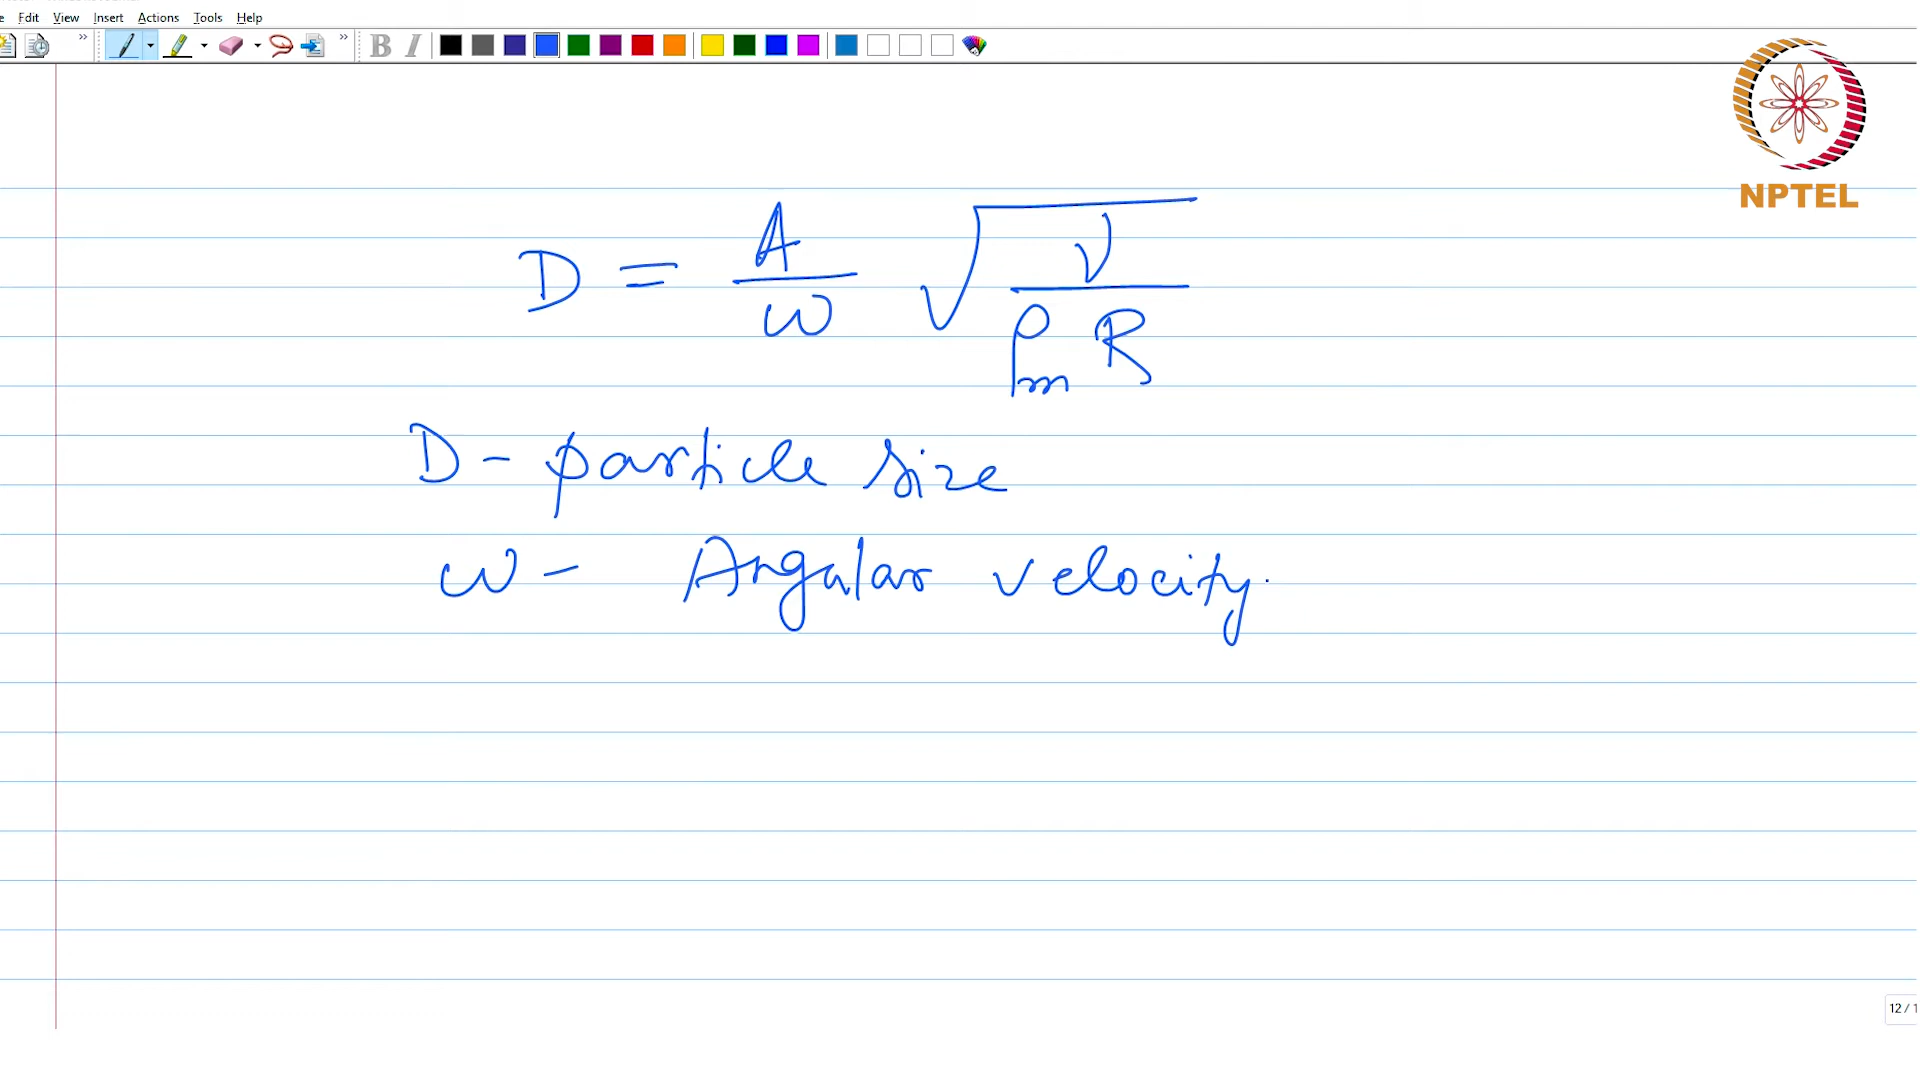 Edit View Insert Actions Tools Help
B I
NPTEL
D = A/ω √(ν/(ρm R))
D - particle size
ω - Angular velocity.
12 / 1